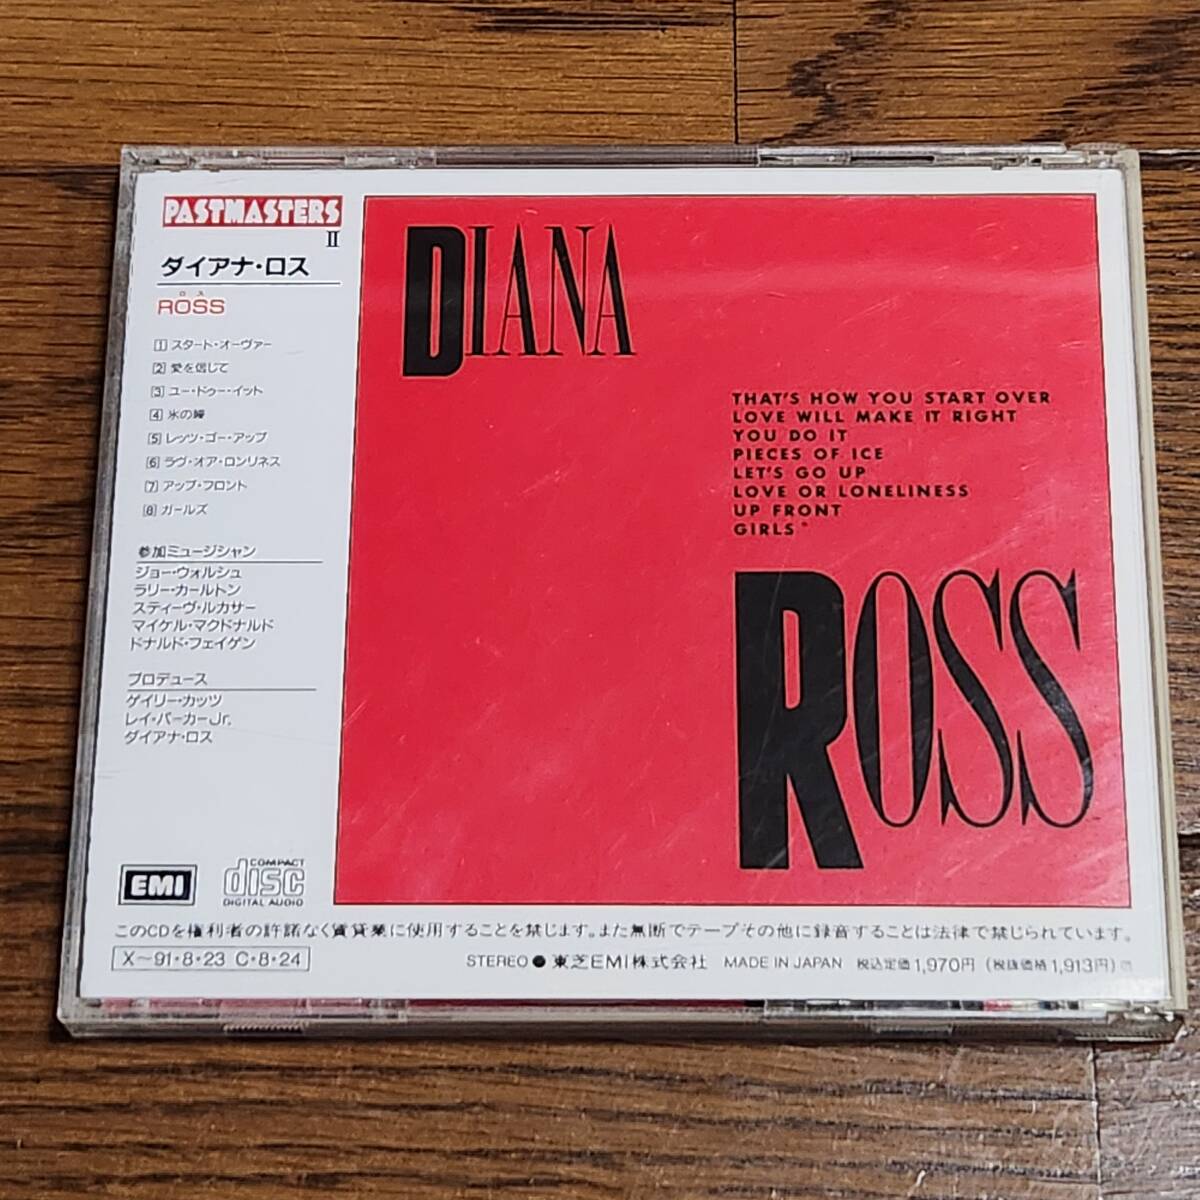 PASTMASTERS
II
ダイアナ・ロス
ロス
ROSS
1 スタート・オーヴァー
2 愛を信じて
3 ユー・ドゥー・イット
4 氷の瞳
5 レッツ・ゴー・アップ
6 ラヴ・オア・ロンリネス
7 アップ・フロント
8 ガールズ
参加ミュージシャン
ジョー・ウォルシュ
ラリー・カールトン
スティーヴ・ルカサー
マイケル・マクドナルド
ドナルド・フェイゲン
プロデュース
ゲイリー・カッツ
レイ・パーカーJr.
ダイアナ・ロス
EMI
COMPACT
disc
DIGITAL AUDIO
DIANA
THAT'S HOW YOU START OVER
LOVE WILL MAKE IT RIGHT
YOU DO IT
PIECES OF ICE
LET'S GO UP
LOVE OR LONELINESS
UP FRONT
GIRLS*
ROSS
このCDを権利者の許諾なく賃貸業に使用することを禁じます。また無断でテープその他に録音することは法律で禁じられています。
X〜91・8・23 C・8・24
STEREO ● 東芝EMI株式会社 MADE IN JAPAN 税込定価1,970円 (税抜価格1,913円)